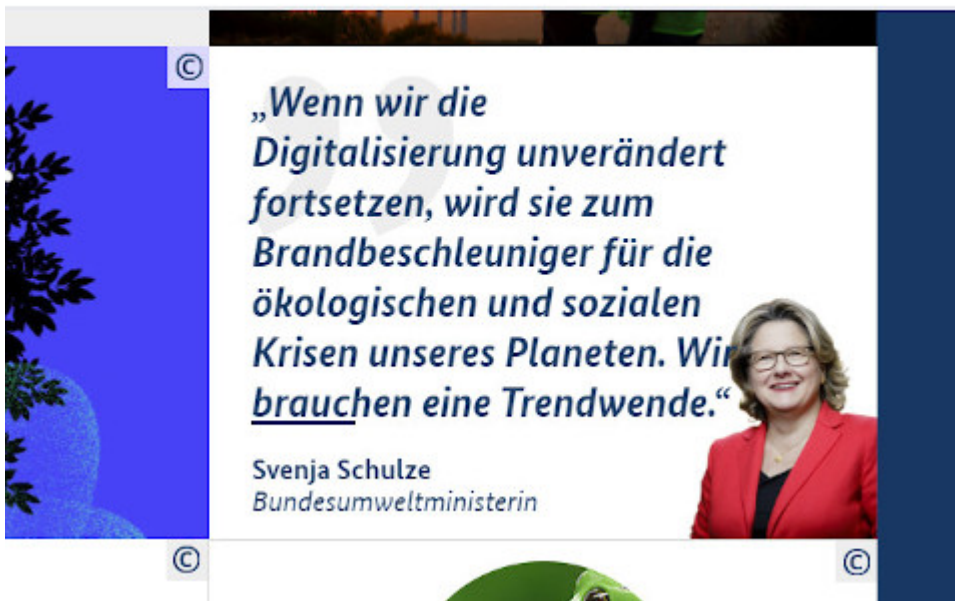 ©
„Wenn wir die
Digitalisierung unverändert
fortsetzen, wird sie zum
Brandbeschleuniger für die
ökologischen und sozialen
Krisen unseres Planeten. Wir
brauchen eine Trendwende.“
Svenja Schulze
Bundesumweltministerin
©
©